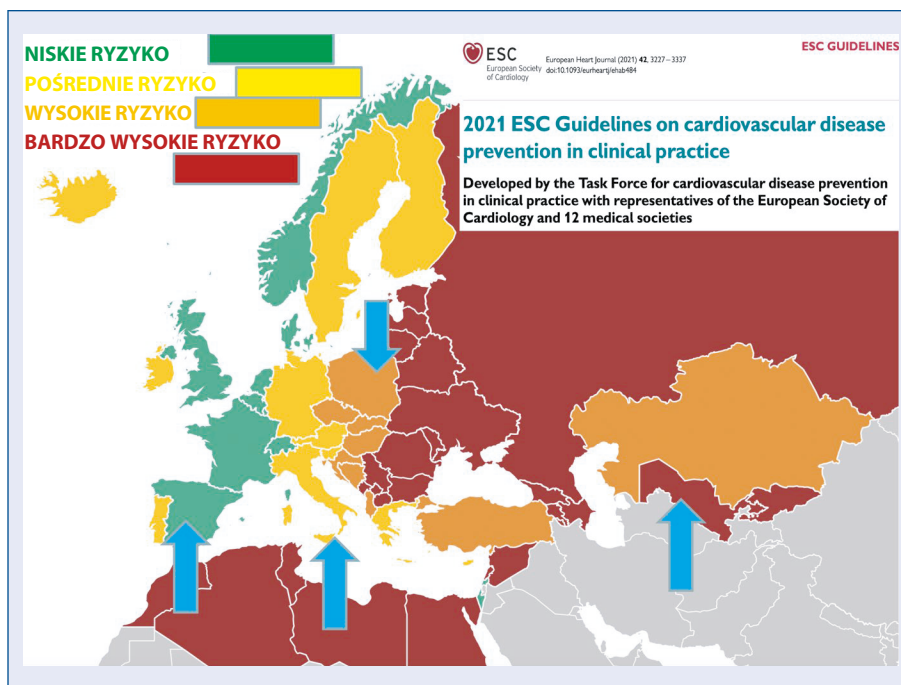 NISKIE RYZYKO
POŚREDNIE RYZYKO
WYSOKIE RYZYKO
BARDZO WYSOKIE RYZYKO
ESC
European Society
of Cardiology
European Heart Journal (2021) 42, 3227–3337
doi:10.1093/eurheartj/ehab484
ESC GUIDELINES
2021 ESC Guidelines on cardiovascular disease
prevention in clinical practice
Developed by the Task Force for cardiovascular disease prevention
in clinical practice with representatives of the European Society of
Cardiology and 12 medical societies